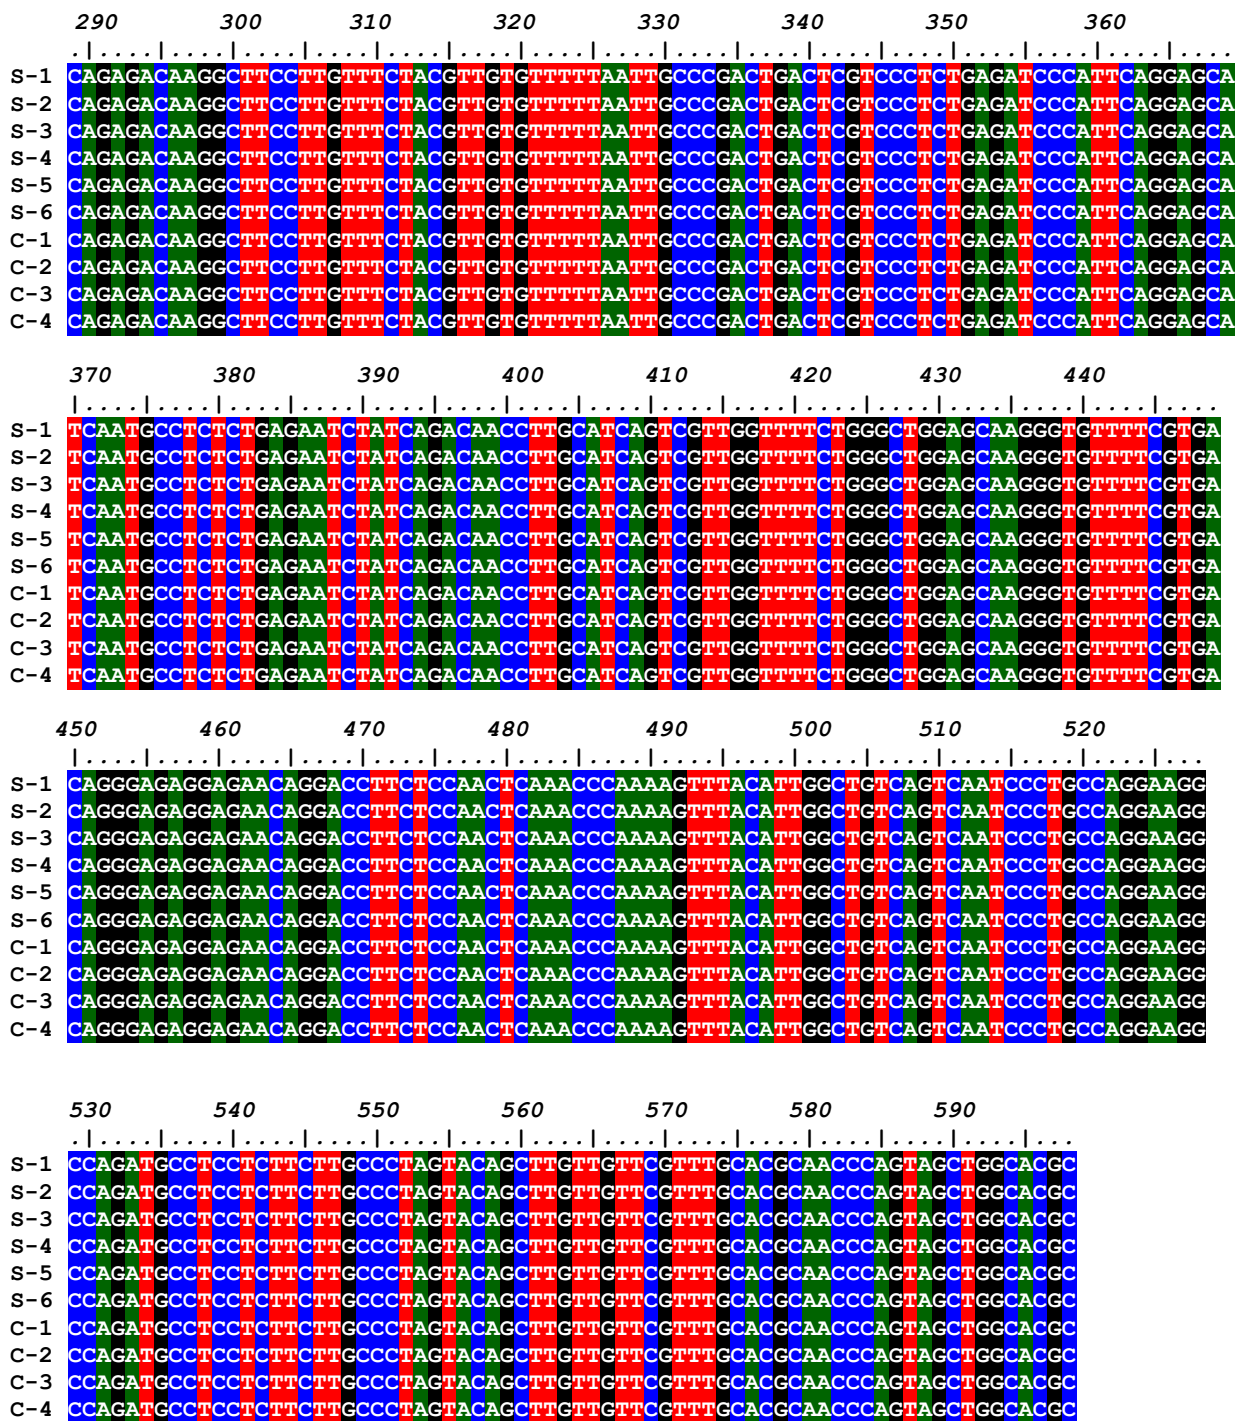 290 300 310 320 330 340 350 360
S-1 CAGAGACAAGGCTTCCTTGTTTCTACGTTGTGTTTTTAATTGCCCGACTGACTCGTCCCTCTGAGATCCCATTCAGGAGCA
S-2 CAGAGACAAGGCTTCCTTGTTTCTACGTTGTGTTTTTAATTGCCCGACTGACTCGTCCCTCTGAGATCCCATTCAGGAGCA
S-3 CAGAGACAAGGCTTCCTTGTTTCTACGTTGTGTTTTTAATTGCCCGACTGACTCGTCCCTCTGAGATCCCATTCAGGAGCA
S-4 CAGAGACAAGGCTTCCTTGTTTCTACGTTGTGTTTTTAATTGCCCGACTGACTCGTCCCTCTGAGATCCCATTCAGGAGCA
S-5 CAGAGACAAGGCTTCCTTGTTTCTACGTTGTGTTTTTAATTGCCCGACTGACTCGTCCCTCTGAGATCCCATTCAGGAGCA
S-6 CAGAGACAAGGCTTCCTTGTTTCTACGTTGTGTTTTTAATTGCCCGACTGACTCGTCCCTCTGAGATCCCATTCAGGAGCA
C-1 CAGAGACAAGGCTTCCTTGTTTCTACGTTGTGTTTTTAATTGCCCGACTGACTCGTCCCTCTGAGATCCCATTCAGGAGCA
C-2 CAGAGACAAGGCTTCCTTGTTTCTACGTTGTGTTTTTAATTGCCCGACTGACTCGTCCCTCTGAGATCCCATTCAGGAGCA
C-3 CAGAGACAAGGCTTCCTTGTTTCTACGTTGTGTTTTTAATTGCCCGACTGACTCGTCCCTCTGAGATCCCATTCAGGAGCA
C-4 CAGAGACAAGGCTTCCTTGTTTCTACGTTGTGTTTTTAATTGCCCGACTGACTCGTCCCTCTGAGATCCCATTCAGGAGCA
370 380 390 400 410 420 430 440
S-1 TCAATGCCTCTCTGAGAATCTATCAGACAACCTTGCATCAGTCGTTGGTTTTCTGGGCTGGAGCAAGGGTGTTTTCGTGA
S-2 TCAATGCCTCTCTGAGAATCTATCAGACAACCTTGCATCAGTCGTTGGTTTTCTGGGCTGGAGCAAGGGTGTTTTCGTGA
S-3 TCAATGCCTCTCTGAGAATCTATCAGACAACCTTGCATCAGTCGTTGGTTTTCTGGGCTGGAGCAAGGGTGTTTTCGTGA
S-4 TCAATGCCTCTCTGAGAATCTATCAGACAACCTTGCATCAGTCGTTGGTTTTCTGGGCTGGAGCAAGGGTGTTTTCGTGA
S-5 TCAATGCCTCTCTGAGAATCTATCAGACAACCTTGCATCAGTCGTTGGTTTTCTGGGCTGGAGCAAGGGTGTTTTCGTGA
S-6 TCAATGCCTCTCTGAGAATCTATCAGACAACCTTGCATCAGTCGTTGGTTTTCTGGGCTGGAGCAAGGGTGTTTTCGTGA
C-1 TCAATGCCTCTCTGAGAATCTATCAGACAACCTTGCATCAGTCGTTGGTTTTCTGGGCTGGAGCAAGGGTGTTTTCGTGA
C-2 TCAATGCCTCTCTGAGAATCTATCAGACAACCTTGCATCAGTCGTTGGTTTTCTGGGCTGGAGCAAGGGTGTTTTCGTGA
C-3 TCAATGCCTCTCTGAGAATCTATCAGACAACCTTGCATCAGTCGTTGGTTTTCTGGGCTGGAGCAAGGGTGTTTTCGTGA
C-4 TCAATGCCTCTCTGAGAATCTATCAGACAACCTTGCATCAGTCGTTGGTTTTCTGGGCTGGAGCAAGGGTGTTTTCGTGA
450 460 470 480 490 500 510 520
S-1 CAGGGAGAGGAGAACAGGACCTTCTCCAACTCAAACCCAAAAGTTTACATTGGCTGTCAGTCAATCCCTGCCAGGAAGG
S-2 CAGGGAGAGGAGAACAGGACCTTCTCCAACTCAAACCCAAAAGTTTACATTGGCTGTCAGTCAATCCCTGCCAGGAAGG
S-3 CAGGGAGAGGAGAACAGGACCTTCTCCAACTCAAACCCAAAAGTTTACATTGGCTGTCAGTCAATCCCTGCCAGGAAGG
S-4 CAGGGAGAGGAGAACAGGACCTTCTCCAACTCAAACCCAAAAGTTTACATTGGCTGTCAGTCAATCCCTGCCAGGAAGG
S-5 CAGGGAGAGGAGAACAGGACCTTCTCCAACTCAAACCCAAAAGTTTACATTGGCTGTCAGTCAATCCCTGCCAGGAAGG
S-6 CAGGGAGAGGAGAACAGGACCTTCTCCAACTCAAACCCAAAAGTTTACATTGGCTGTCAGTCAATCCCTGCCAGGAAGG
C-1 CAGGGAGAGGAGAACAGGACCTTCTCCAACTCAAACCCAAAAGTTTACATTGGCTGTCAGTCAATCCCTGCCAGGAAGG
C-2 CAGGGAGAGGAGAACAGGACCTTCTCCAACTCAAACCCAAAAGTTTACATTGGCTGTCAGTCAATCCCTGCCAGGAAGG
C-3 CAGGGAGAGGAGAACAGGACCTTCTCCAACTCAAACCCAAAAGTTTACATTGGCTGTCAGTCAATCCCTGCCAGGAAGG
C-4 CAGGGAGAGGAGAACAGGACCTTCTCCAACTCAAACCCAAAAGTTTACATTGGCTGTCAGTCAATCCCTGCCAGGAAGG
530 540 550 560 570 580 590
S-1 CCAGATGCCTCCTCTTCTTGCCCTAGTACAGCTTGTTGTTCGTTTGCACGCAACCCAGTAGCTGGCACGC
S-2 CCAGATGCCTCCTCTTCTTGCCCTAGTACAGCTTGTTGTTCGTTTGCACGCAACCCAGTAGCTGGCACGC
S-3 CCAGATGCCTCCTCTTCTTGCCCTAGTACAGCTTGTTGTTCGTTTGCACGCAACCCAGTAGCTGGCACGC
S-4 CCAGATGCCTCCTCTTCTTGCCCTAGTACAGCTTGTTGTTCGTTTGCACGCAACCCAGTAGCTGGCACGC
S-5 CCAGATGCCTCCTCTTCTTGCCCTAGTACAGCTTGTTGTTCGTTTGCACGCAACCCAGTAGCTGGCACGC
S-6 CCAGATGCCTCCTCTTCTTGCCCTAGTACAGCTTGTTGTTCGTTTGCACGCAACCCAGTAGCTGGCACGC
C-1 CCAGATGCCTCCTCTTCTTGCCCTAGTACAGCTTGTTGTTCGTTTGCACGCAACCCAGTAGCTGGCACGC
C-2 CCAGATGCCTCCTCTTCTTGCCCTAGTACAGCTTGTTGTTCGTTTGCACGCAACCCAGTAGCTGGCACGC
C-3 CCAGATGCCTCCTCTTCTTGCCCTAGTACAGCTTGTTGTTCGTTTGCACGCAACCCAGTAGCTGGCACGC
C-4 CCAGATGCCTCCTCTTCTTGCCCTAGTACAGCTTGTTGTTCGTTTGCACGCAACCCAGTAGCTGGCACGC